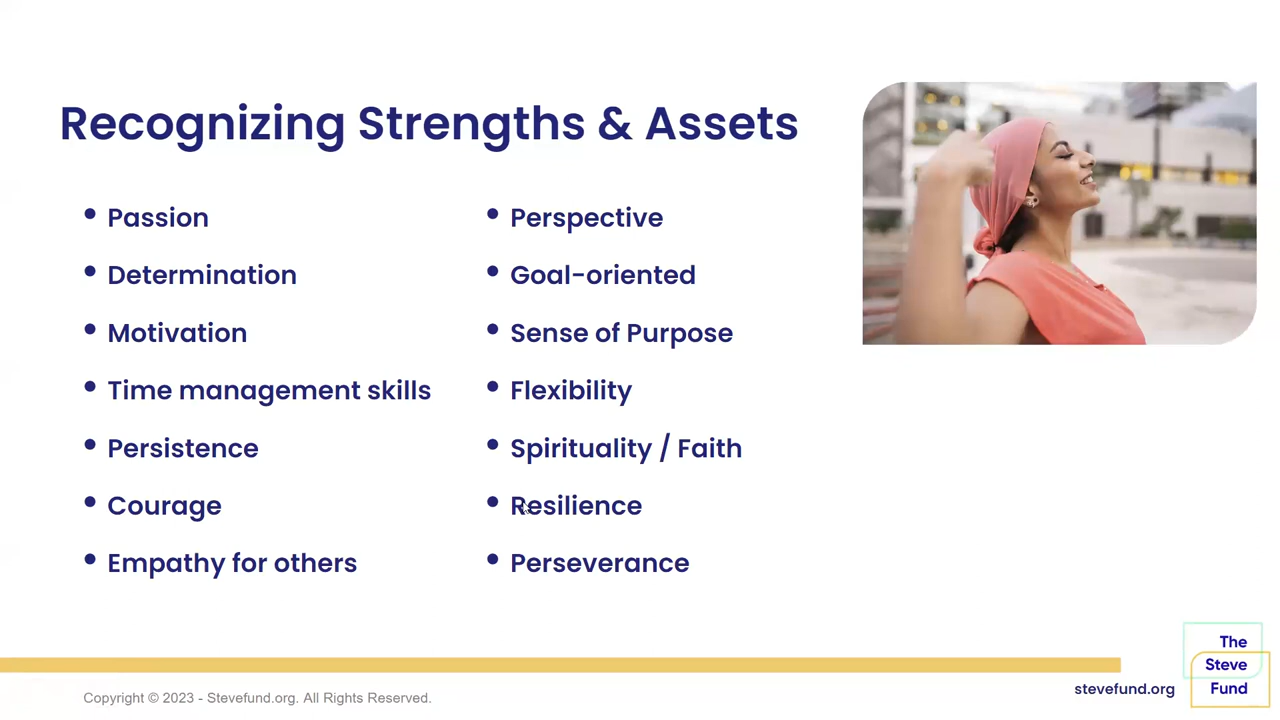 Recognizing Strengths & Assets
• Passion
• Determination
• Motivation
• Time management skills
• Persistence
• Courage
• Empathy for others
• Perspective
• Goal-oriented
• Sense of Purpose
• Flexibility
• Spirituality / Faith
• Resilience
• Perseverance
Copyright © 2023 - Stevefund.org. All Rights Reserved.
stevefund.org
The
Steve
Fund